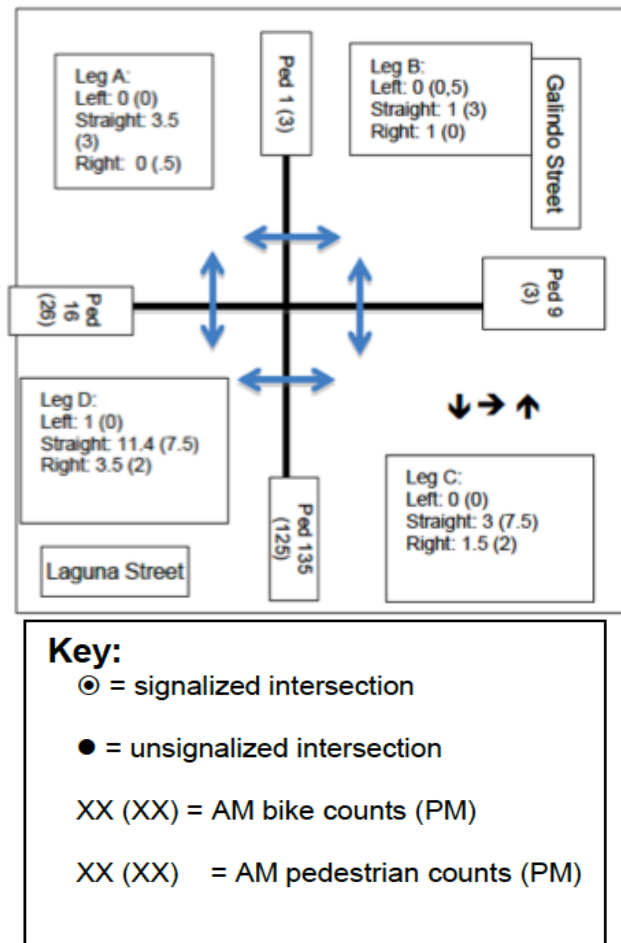 Leg A:
Left: 0 (0)
Straight: 3.5
(3)
Right:  0 (.5)
Ped 1 (3)
Leg B:
Left: 0 (0,5)
Straight: 1 (3)
Right: 1 (0)
Galindo Street
Ped
16
(26)
Ped 9
(3)
Leg D:
Left: 1 (0)
Straight: 11.4 (7.5)
Right: 3.5 (2)
Ped 135
(125)
Leg C:
Left: 0 (0)
Straight: 3 (7.5)
Right: 1.5 (2)
Laguna Street
Key:
= signalized intersection
= unsignalized intersection
XX (XX) = AM bike counts (PM)
XX (XX) = AM pedestrian counts (PM)